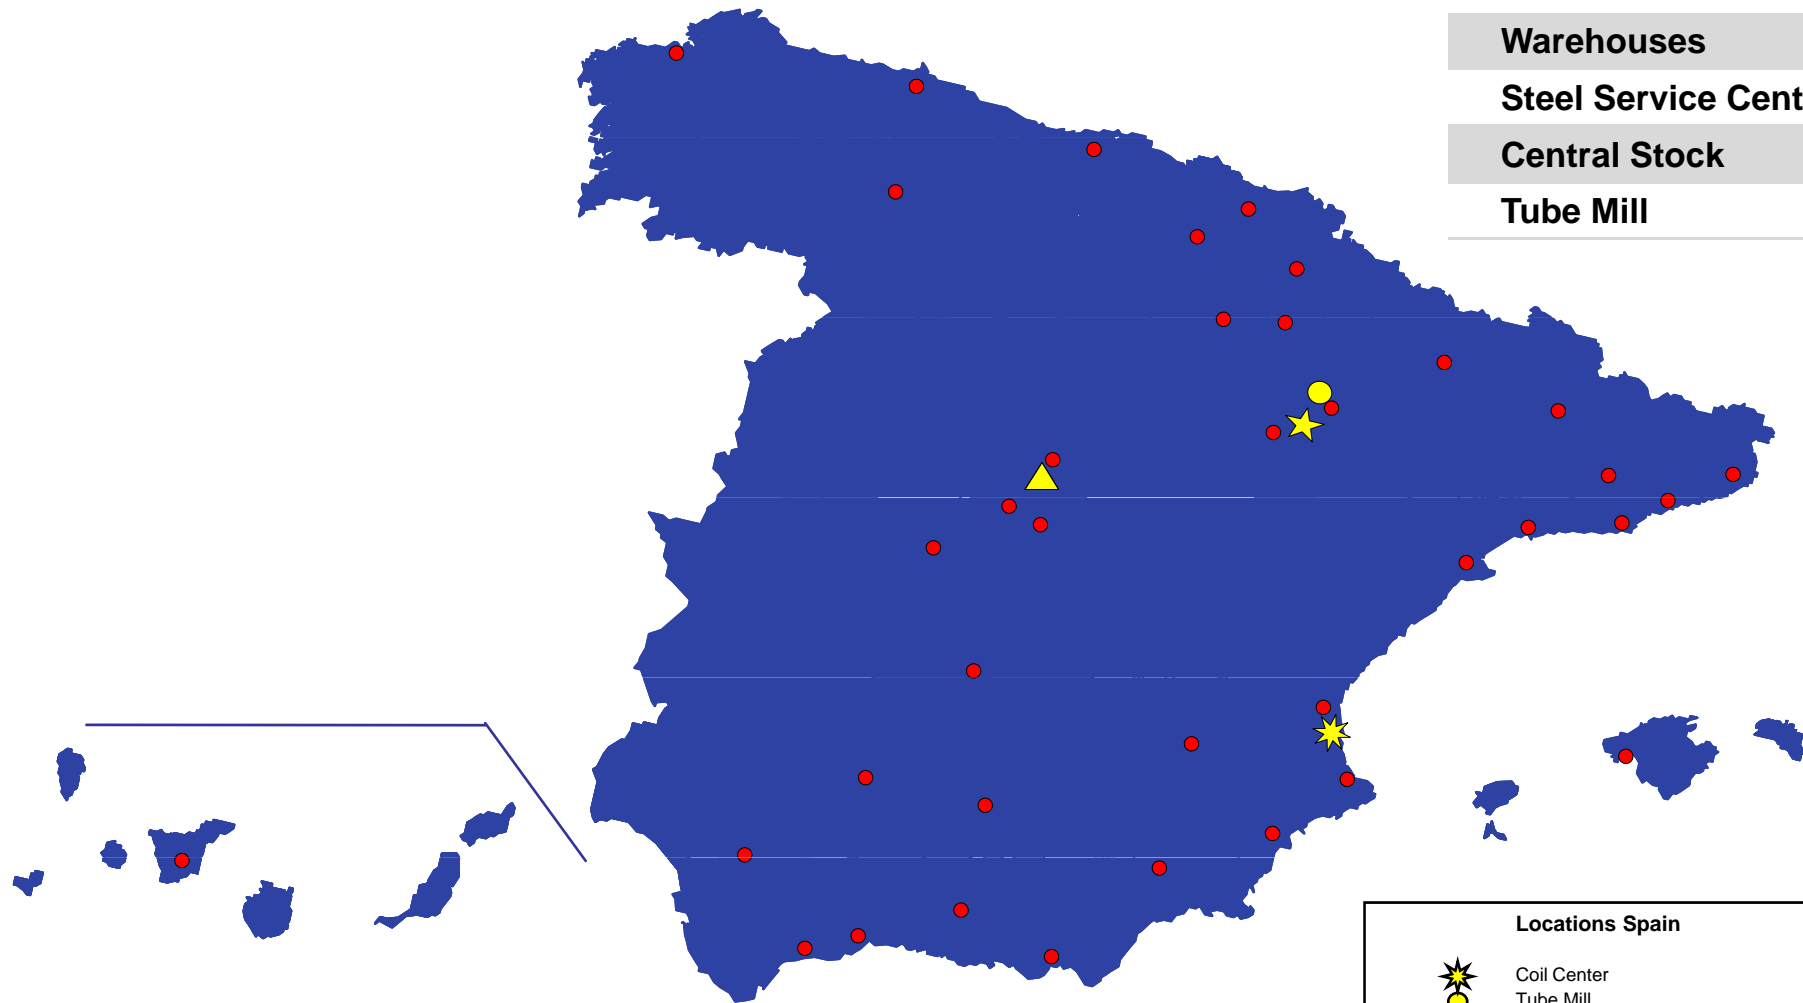 Warehouses
Steel Service Cent
Central Stock
Tube Mill
Locations Spain
Coil Center
Tube Mill